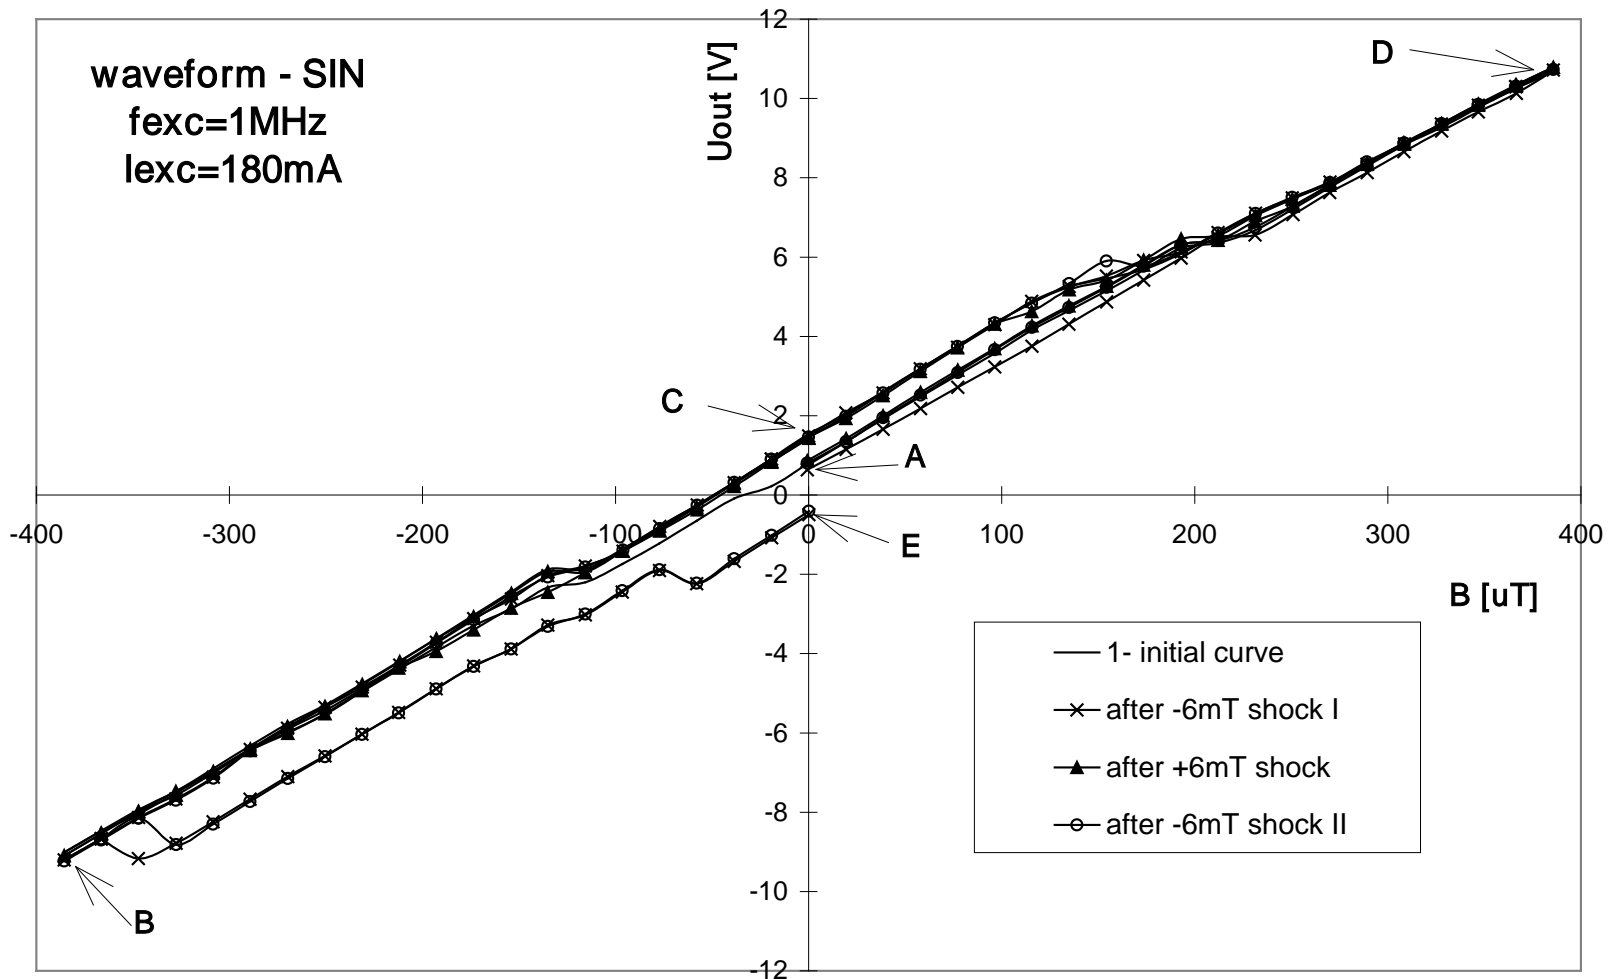 waveform - SIN
fexc=1MHz
Iexc=180mA
Uout [V]
12
10
8
6
4
2
0
-2
-4
-6
-8
-10
-12
-400
-300
-200
-100
0
100
200
300
400
B [uT]
D
C
A
E
B
1- initial curve
after -6mT shock I
after +6mT shock
after -6mT shock II